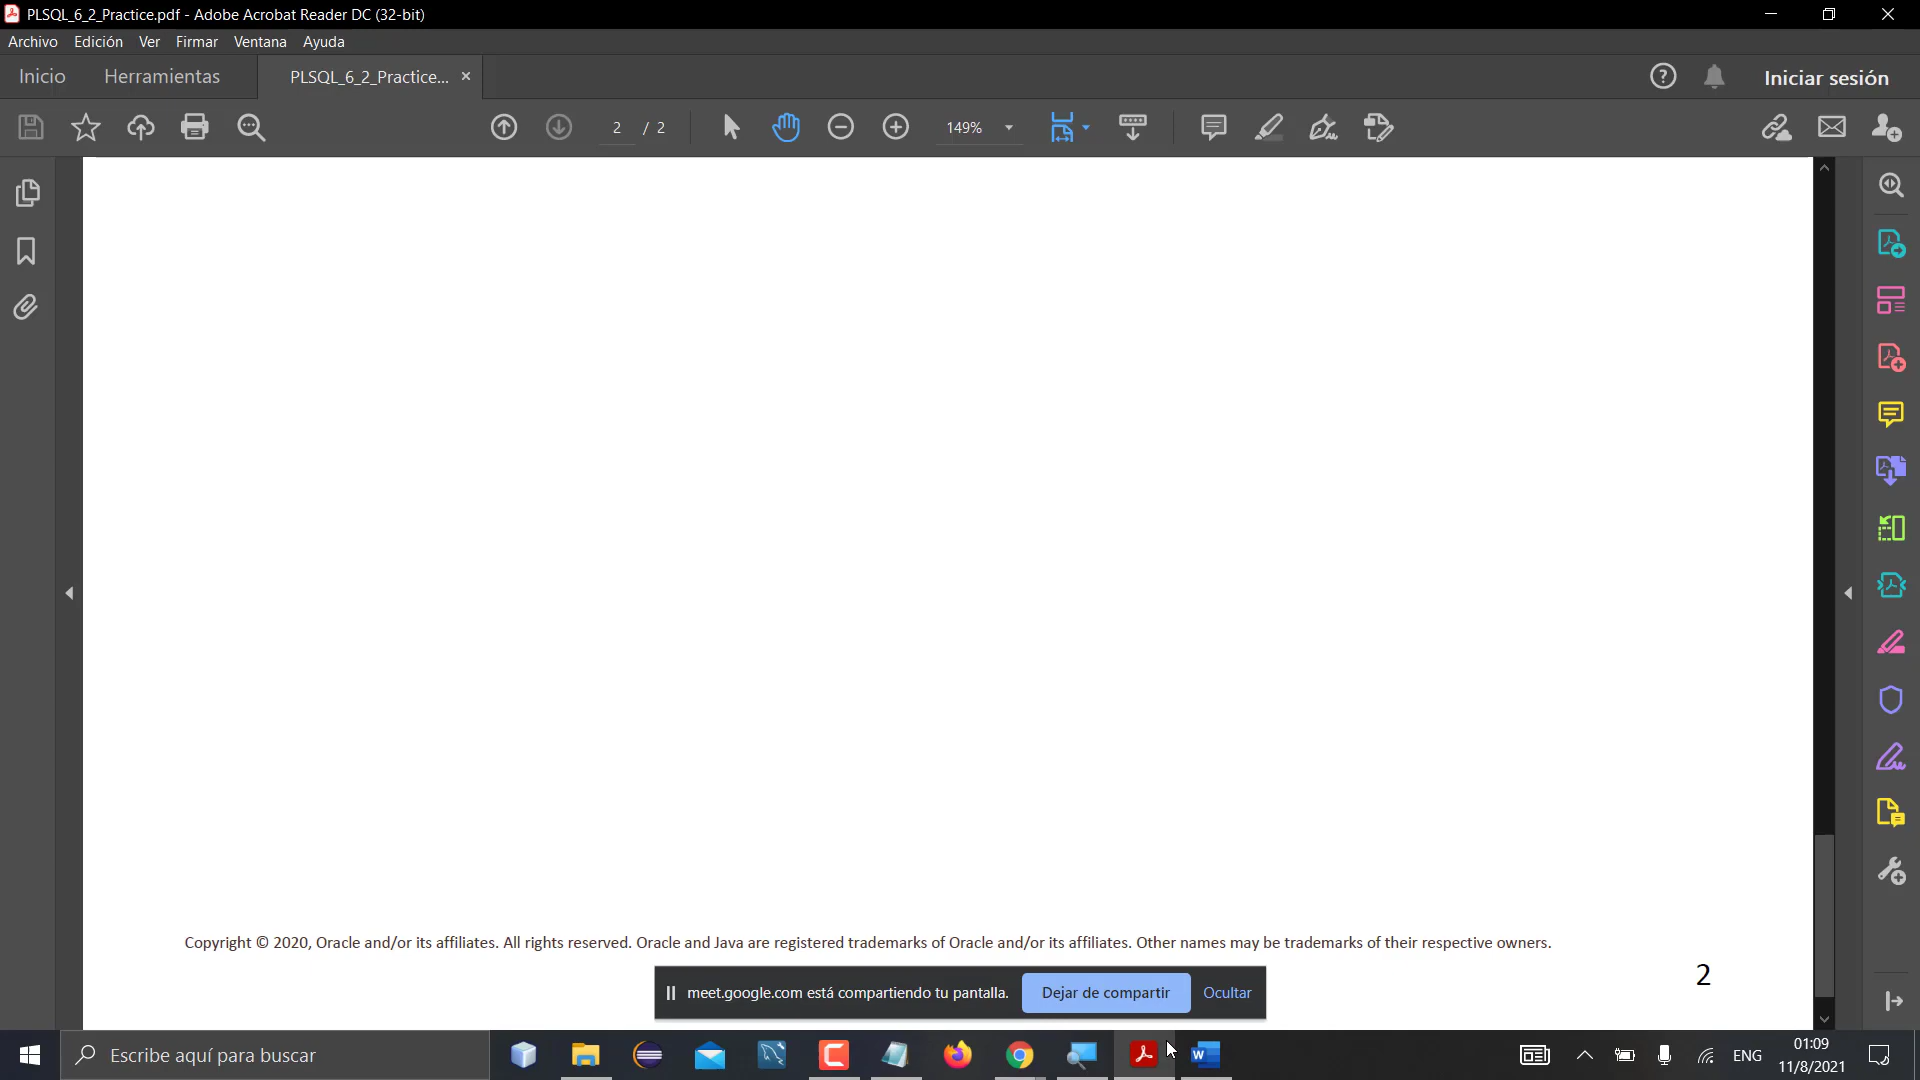 PLSQL_6_2_Practice.pdf - Adobe Acrobat Reader DC (32-bit)
Archivo Edición Ver Firmar Ventana Ayuda
Inicio Herramientas PLSQL_6_2_Practice... × Iniciar sesión
2 / 2 149%
Copyright © 2020, Oracle and/or its affiliates. All rights reserved. Oracle and Java are registered trademarks of Oracle and/or its affiliates. Other names may be trademarks of their respective owners.
2
meet.google.com está compartiendo tu pantalla. Dejar de compartir Ocultar
Escribe aquí para buscar ENG 01:09
11/8/2021